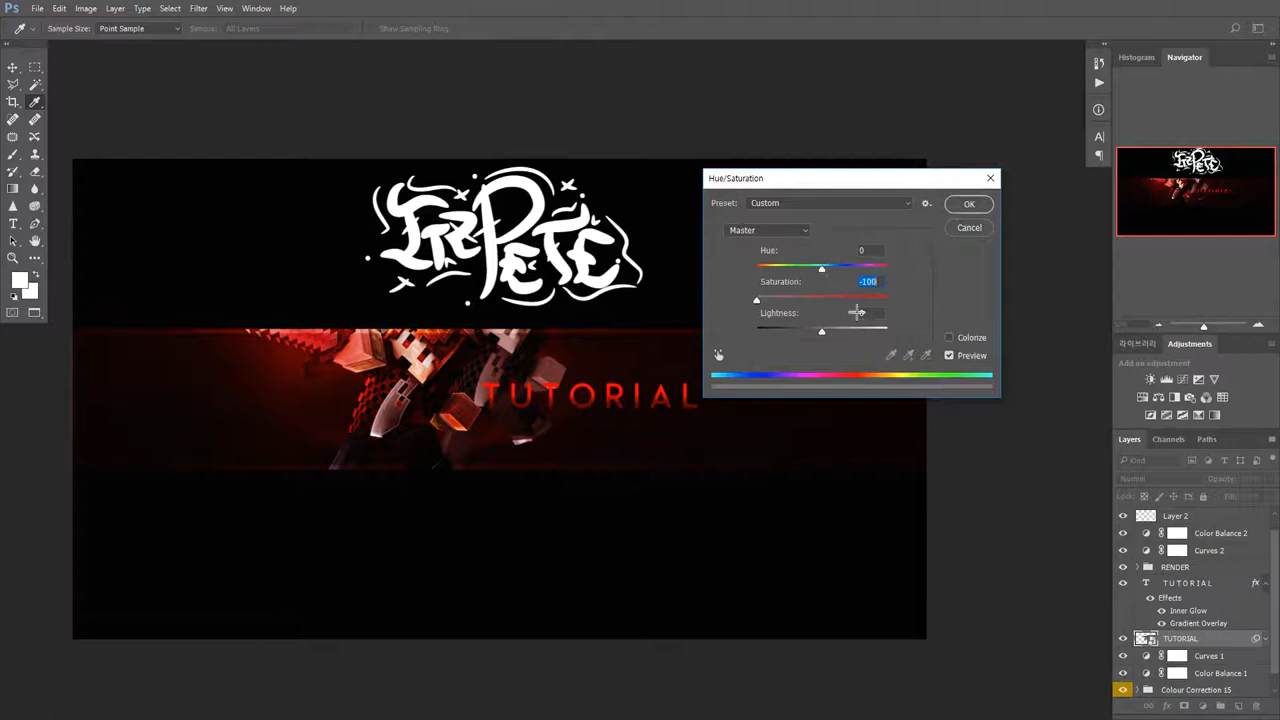 Ps File Edit Image Layer Type Select Filter View Window Help
Sample Size: Point Sample Sample: All Layers Show Sampling Ring
Histogram Navigator
ItzPete
TUTORIAL
Hue/Saturation
Preset: Custom
OK
Master
Cancel
Hue: 0
Saturation: -100
Lightness:
Colorize
Preview
라이브러리 Adjustments
Add an adjustment
Layers Channels Paths
Kind
Normal Opacity:
Lock: Fill:
Layer 2
Color Balance 2
Curves 2
RENDER
T TUTORIAL fx
Effects
Inner Glow
Gradient Overlay
TUTORIAL
Curves 1
Color Balance 1
Colour Correction 15
fx